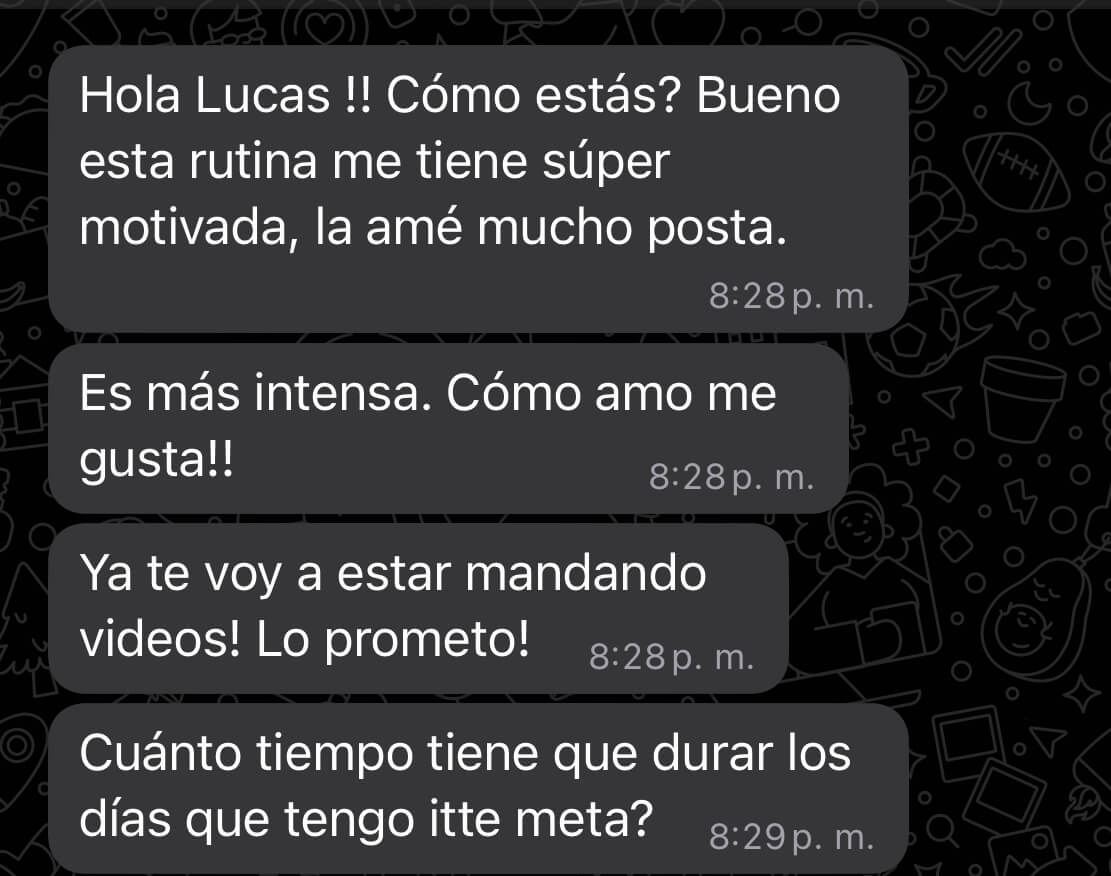 Hola Lucas !! Cómo estás? Bueno
esta rutina me tiene súper
motivada, la amé mucho posta.
8:28 p. m.
Es más intensa. Cómo amo me
gusta!!
8:28 p. m.
Ya te voy a estar mandando
videos! Lo prometo!
8:28 p. m.
Cuánto tiempo tiene que durar los
días que tengo itte meta?
8:29 p. m.